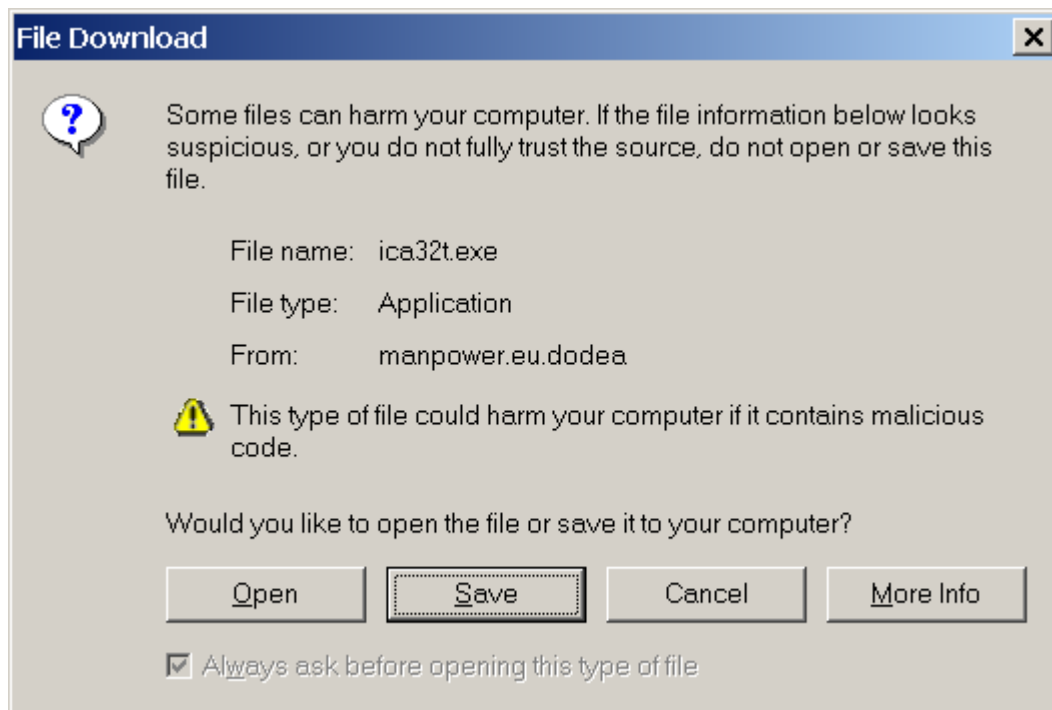 File Download
Some files can harm your computer. If the file information below looks
suspicious, or you do not fully trust the source, do not open or save this
file.
File name: ica32t.exe
File type: Application
From: manpower.eu.dodea
This type of file could harm your computer if it contains malicious
code.
Would you like to open the file or save it to your computer?
Open Save Cancel More Info
Always ask before opening this type of file